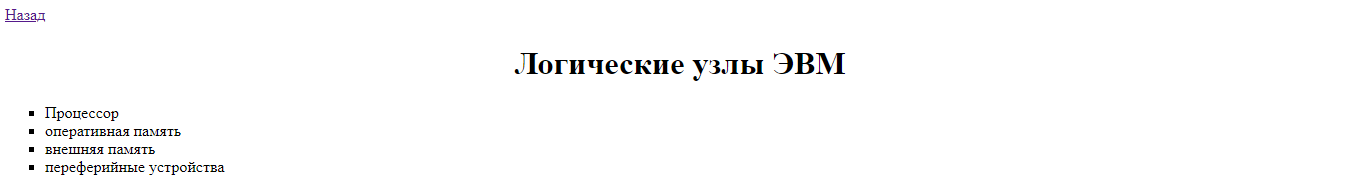 Назад
Логические узлы ЭВМ
Процессор
оперативная память
внешняя память
переферийные устройства